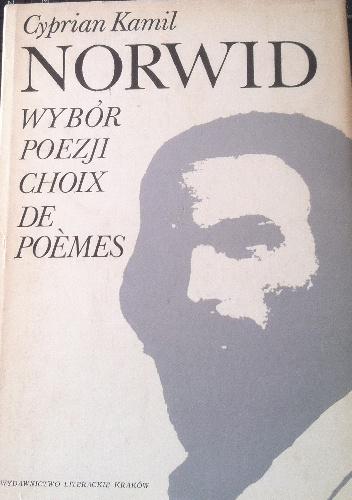 Cyprian Kamil
NORWID
WYBÓR
POEZJI
CHOIX
DE
POÈMES
WYDAWNICTWO LITERACKIE KRAKÓW